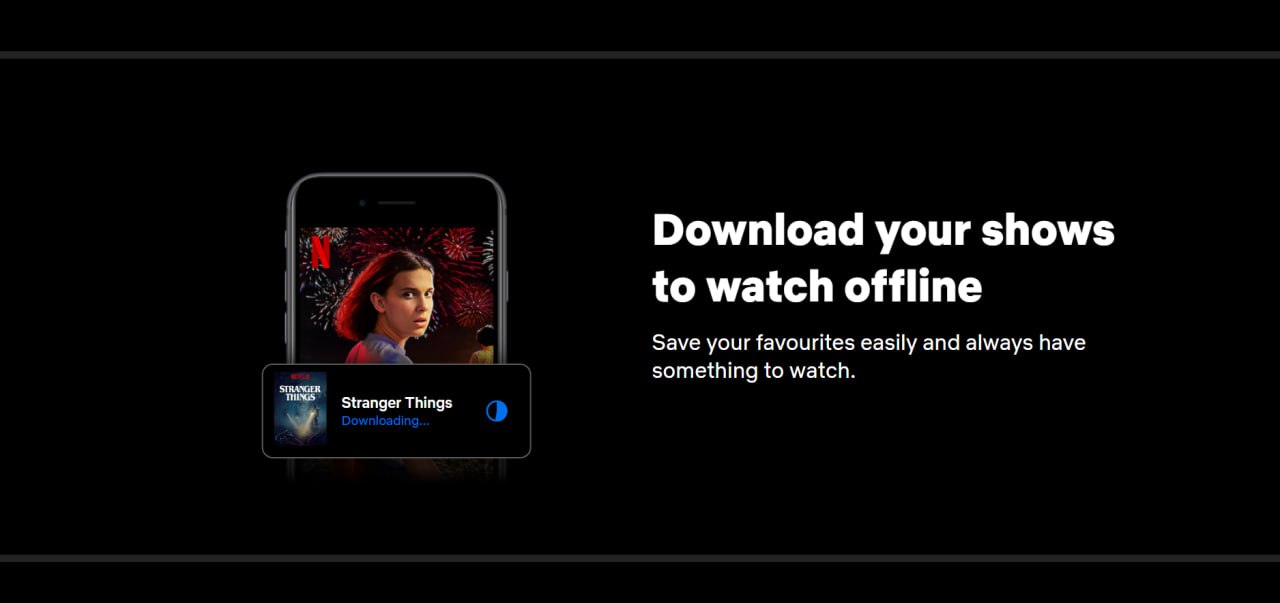 Download your shows
to watch offline
Save your favourites easily and always have
something to watch.
N
NETFLIX
STRANGER
THINGS
Stranger Things
Downloading...